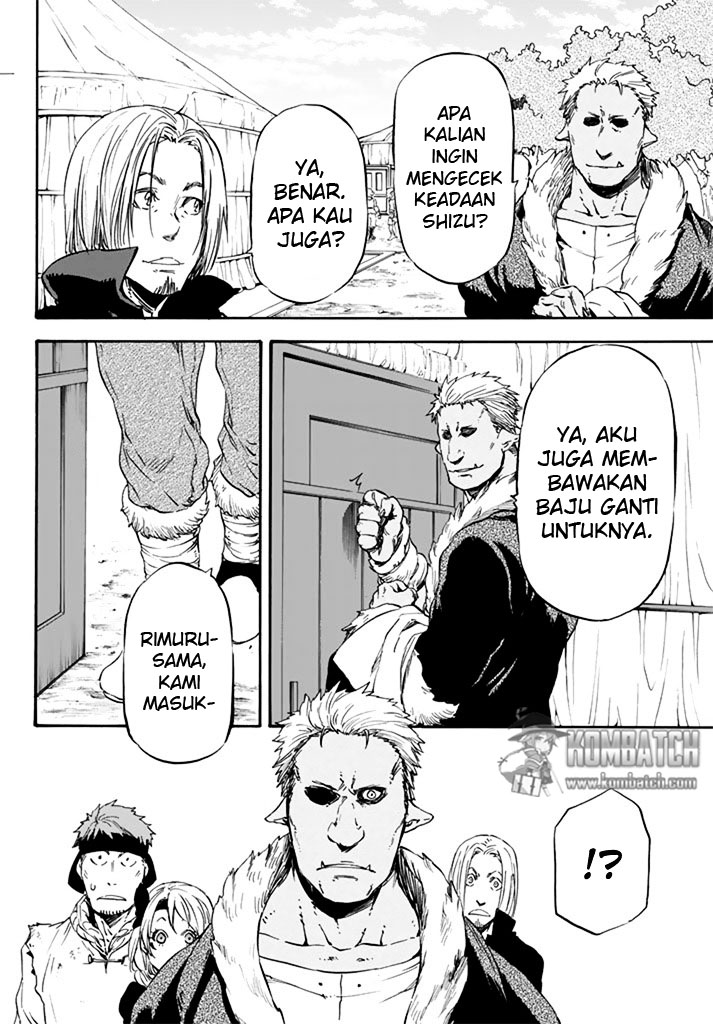 APA
KALIAN
INGIN
MENGECEK
KEADAAN
SHIZU?
YA,
BENAR.
APA KAU
JUGA?
YA, AKU
JUGA MEM-
BAWAKAN
BAJU GANTI
UNTUKNYA.
RIMURU-
SAMA,
KAMI
MASUK-
KOMBATCH
www.kombatch.com
!?